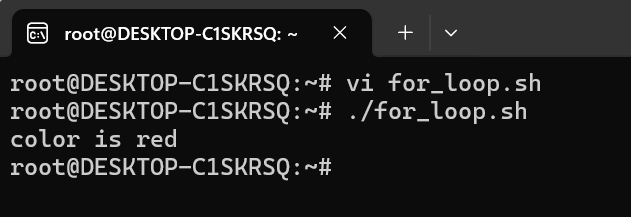 root@DESKTOP-C1SKRSQ: ~
root@DESKTOP-C1SKRSQ:~# vi for_loop.sh
root@DESKTOP-C1SKRSQ:~# ./for_loop.sh
color is red
root@DESKTOP-C1SKRSQ:~#